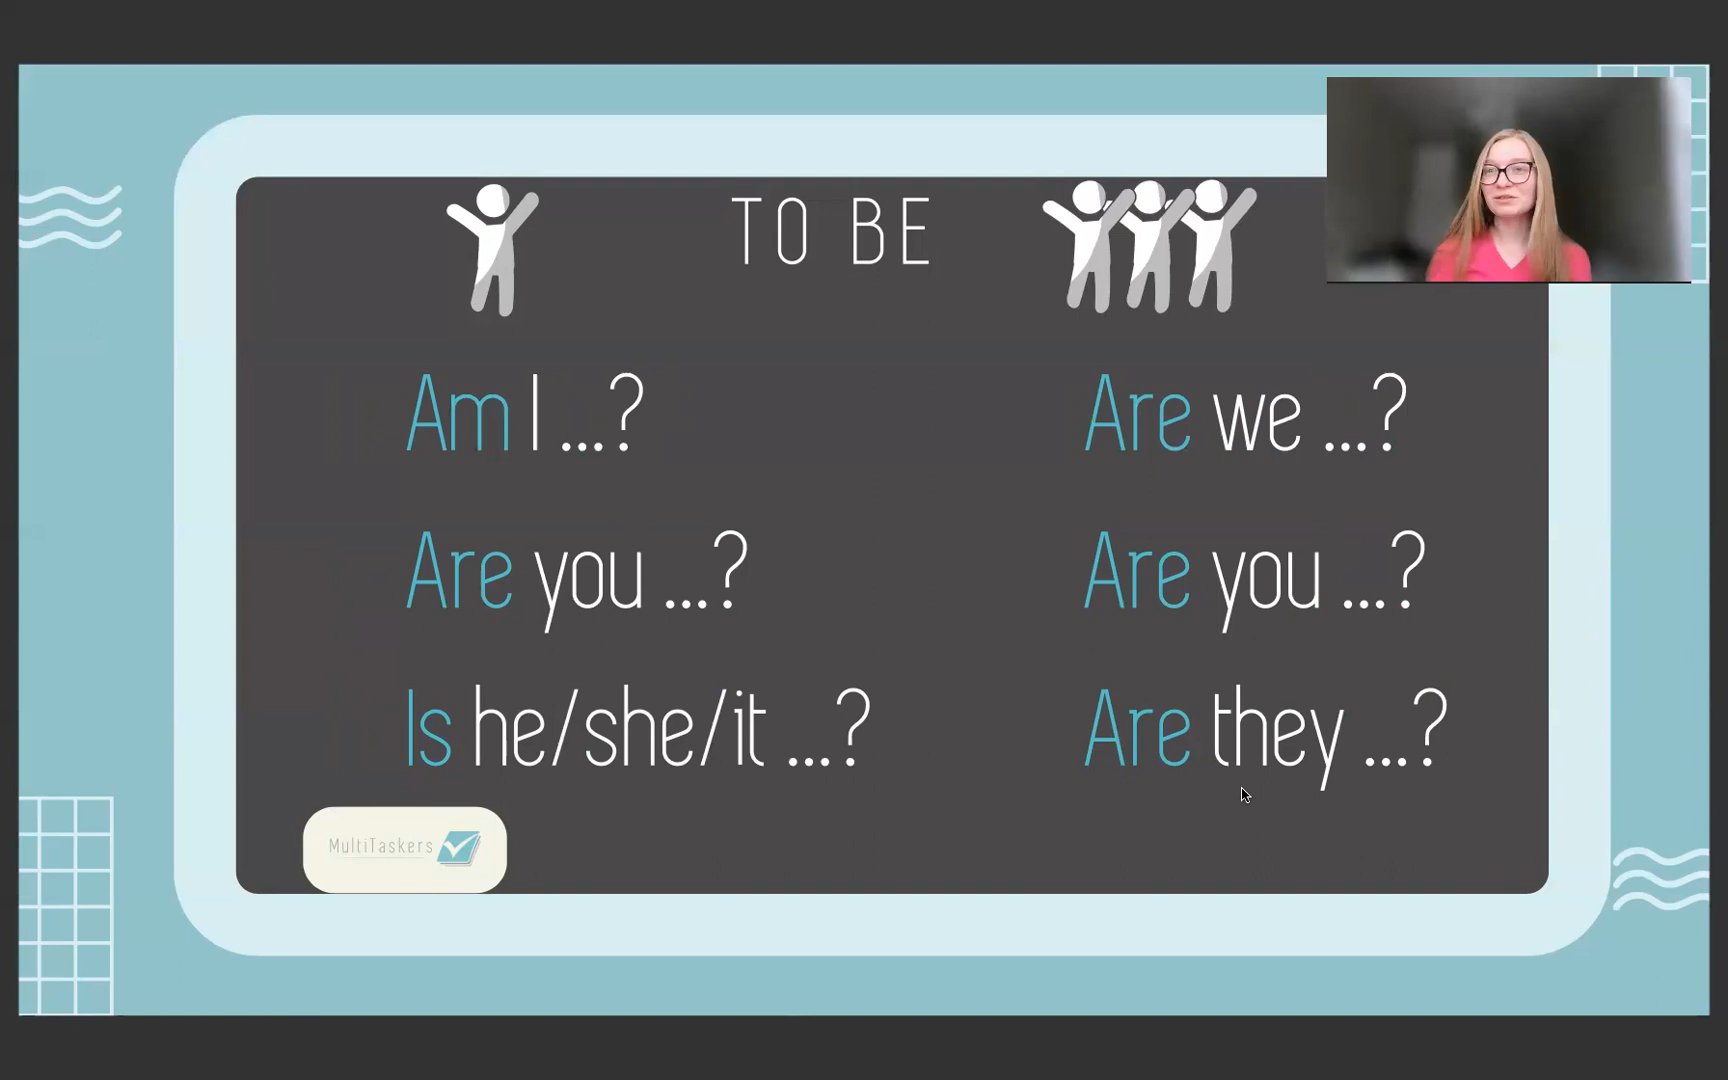 TO BE
Am I ...?
Are you ...?
Is he/she/it ...?
Are we ...?
Are you ...?
Are they ...?
MultiTaskers